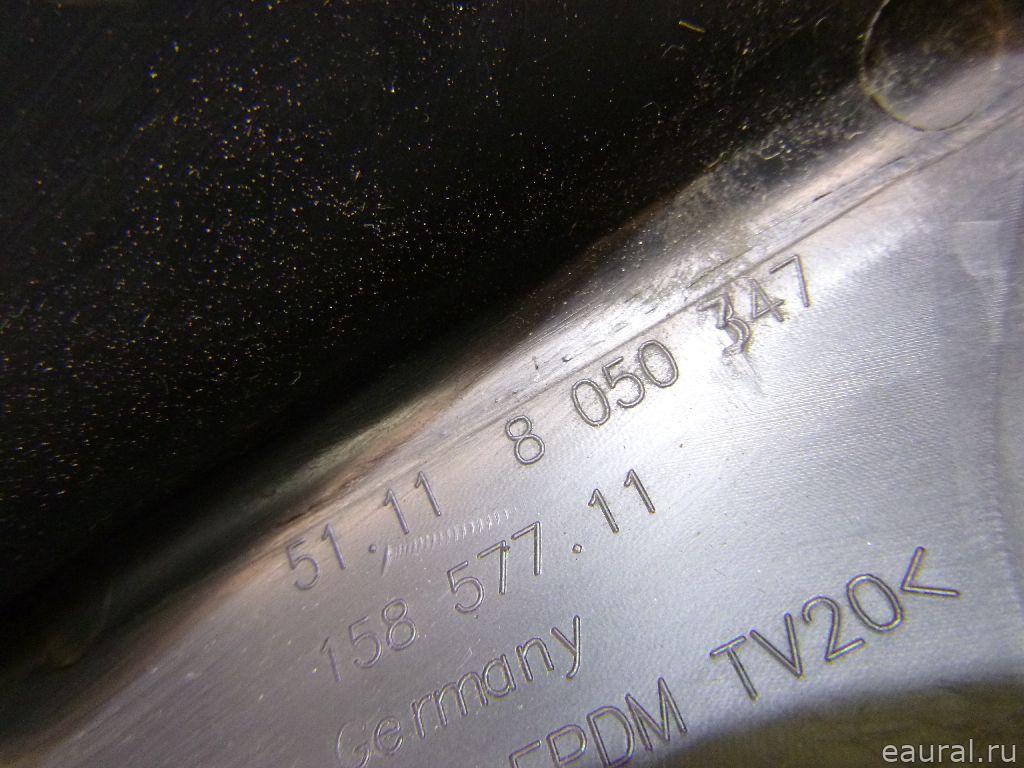 51.11 8 050 347
158 577.11
Germany
EPDM TV20<
eaural.ru